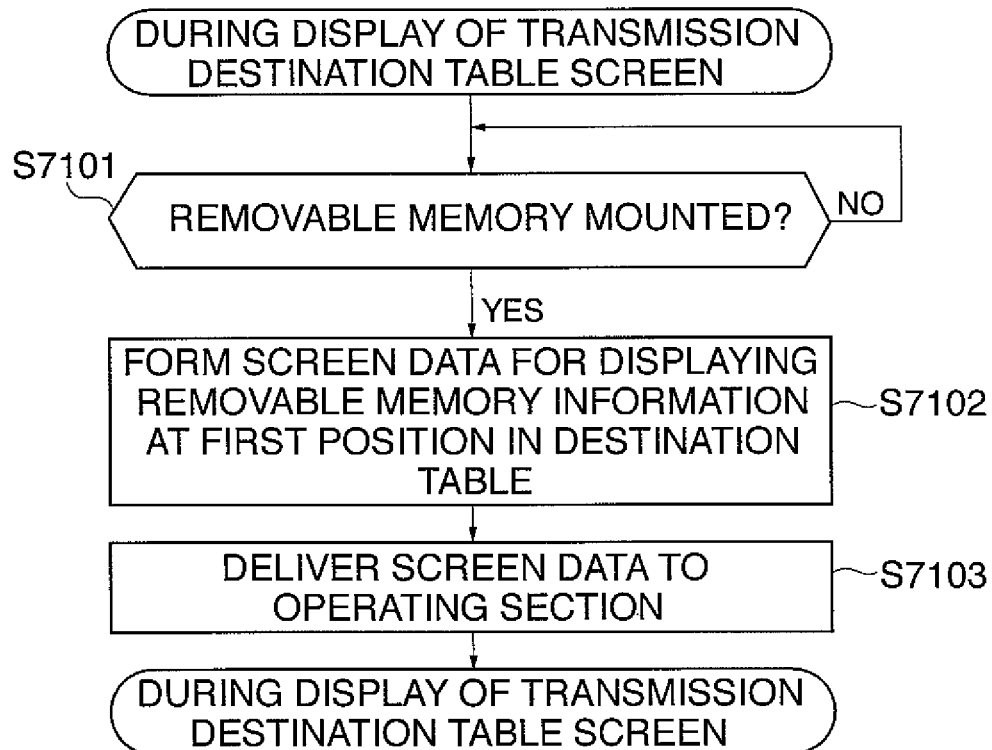 DURING DISPLAY OF TRANSMISSION
DESTINATION TABLE SCREEN
S7101
REMOVABLE MEMORY MOUNTED?
NO
YES
FORM SCREEN DATA FOR DISPLAYING
REMOVABLE MEMORY INFORMATION
AT FIRST POSITION IN DESTINATION
TABLE
S7102
DELIVER SCREEN DATA TO
OPERATING SECTION
S7103
DURING DISPLAY OF TRANSMISSION
DESTINATION TABLE SCREEN